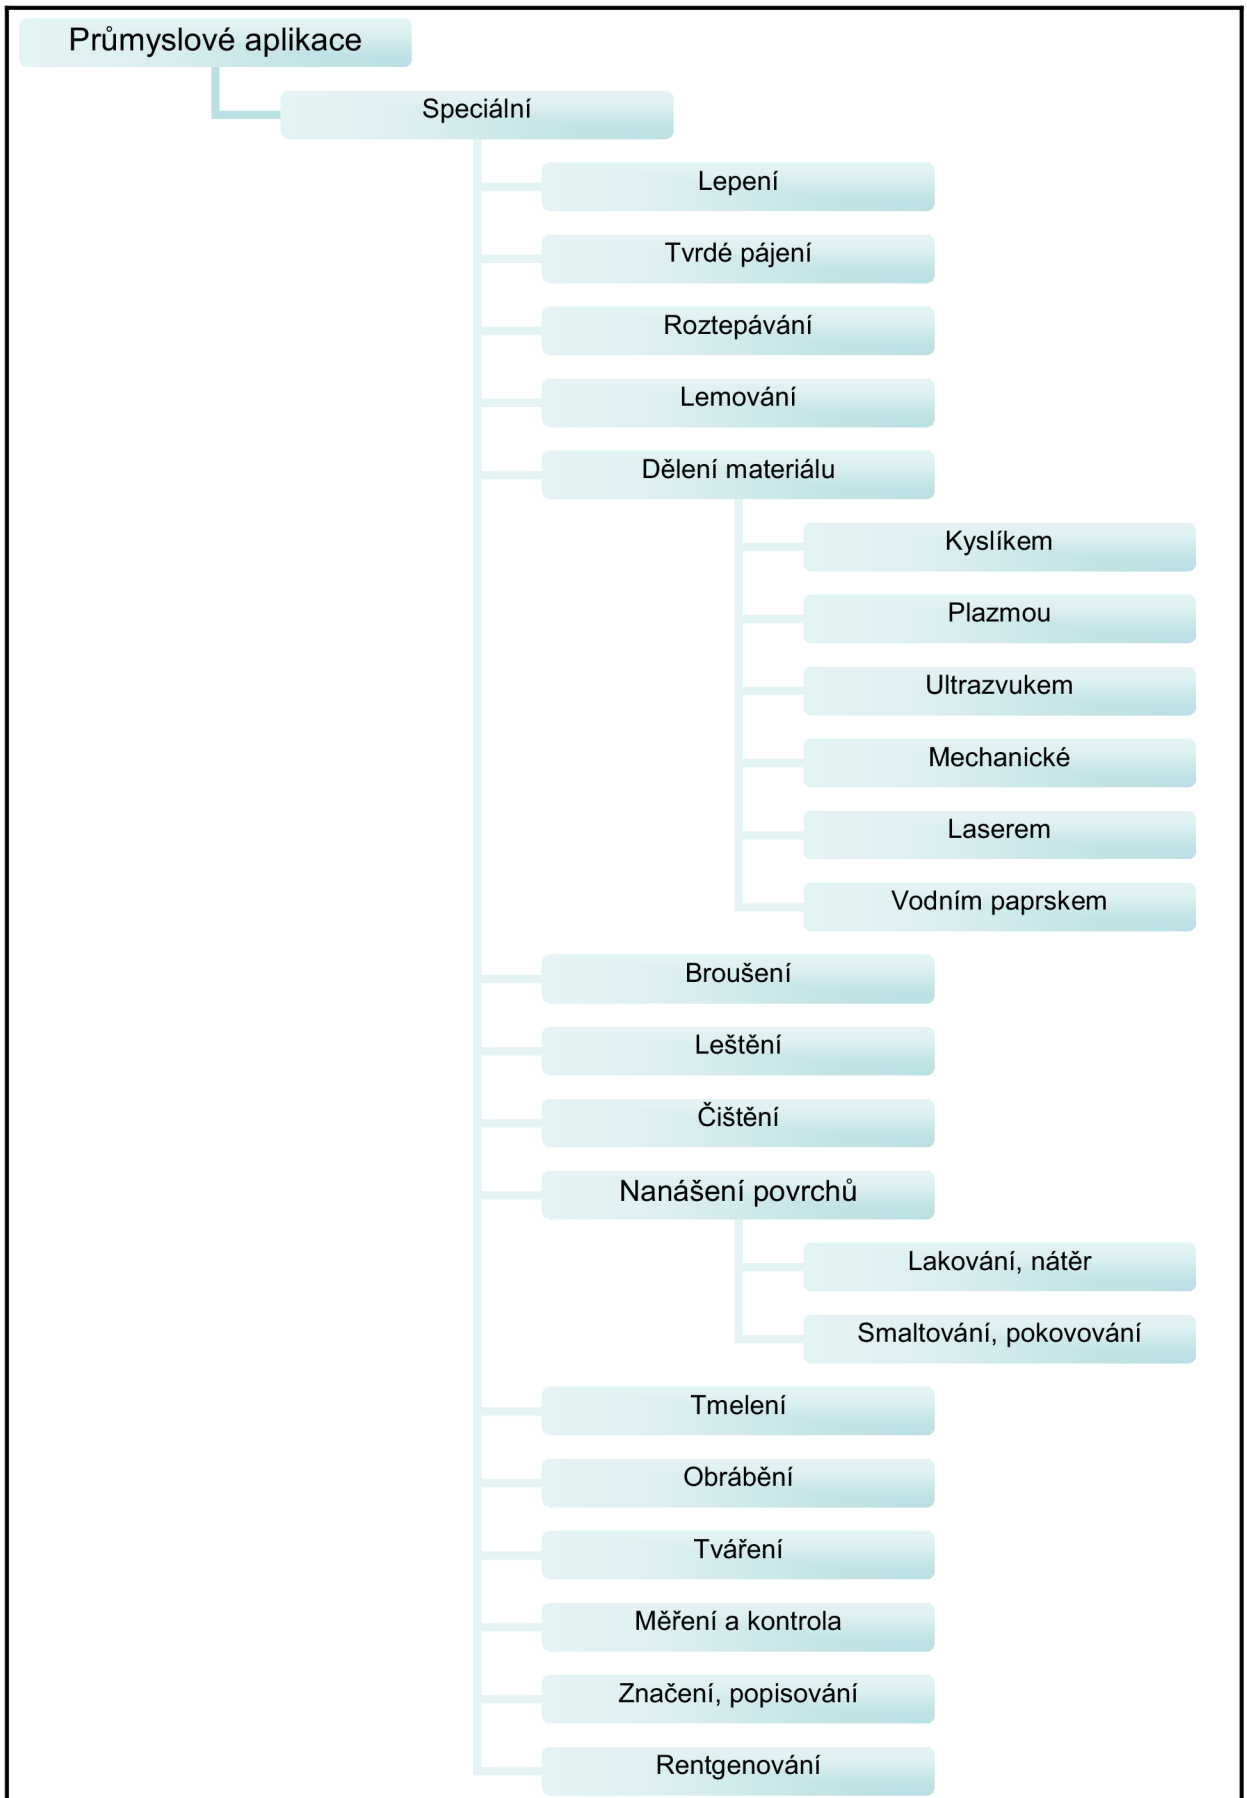 Průmyslové aplikace
Speciální
Lepení
Tvrdé pájení
Roztepávání
Lemování
Dělení materiálu
Kyslíkem
Plazmou
Ultrazvukem
Mechanické
Laserem
Vodním paprskem
Broušení
Leštění
Čištění
Nanášení povrchů
Lakování, nátěr
Smaltování, pokovování
Tmelení
Obrábění
Tváření
Měření a kontrola
Značení, popisování
Rentgenování